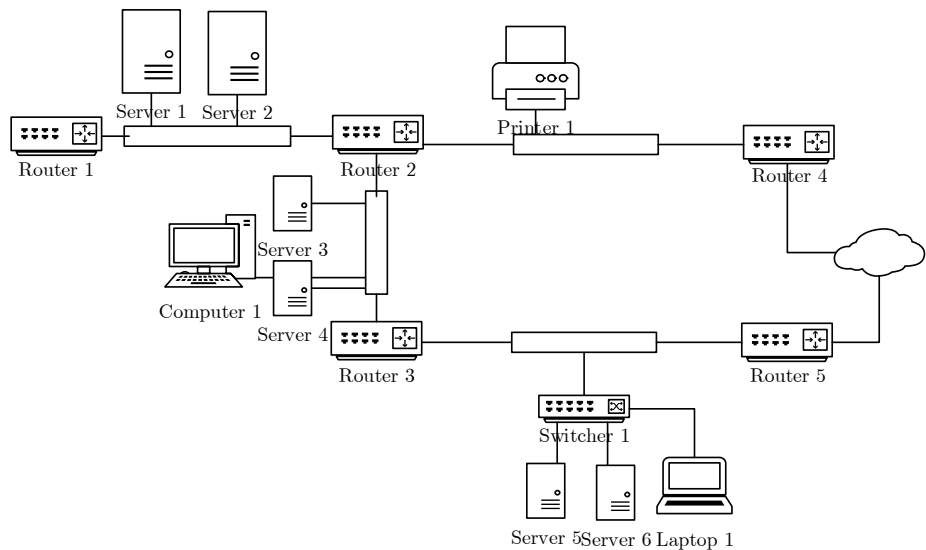 Server 1
Server 2
Printer 1
Router 1
Router 2
Router 4
Server 3
Computer 1
Server 4
Router 3
Router 5
Switcher 1
Server 5
Server 6
Laptop 1